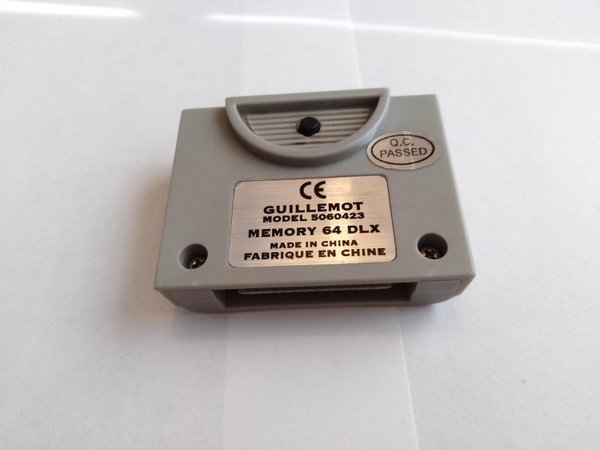 Q.C.
PASSED
CE
GUILLEMOT
MODEL 5060423
MEMORY 64 DLX
MADE IN CHINA
FABRIQUE EN CHINE